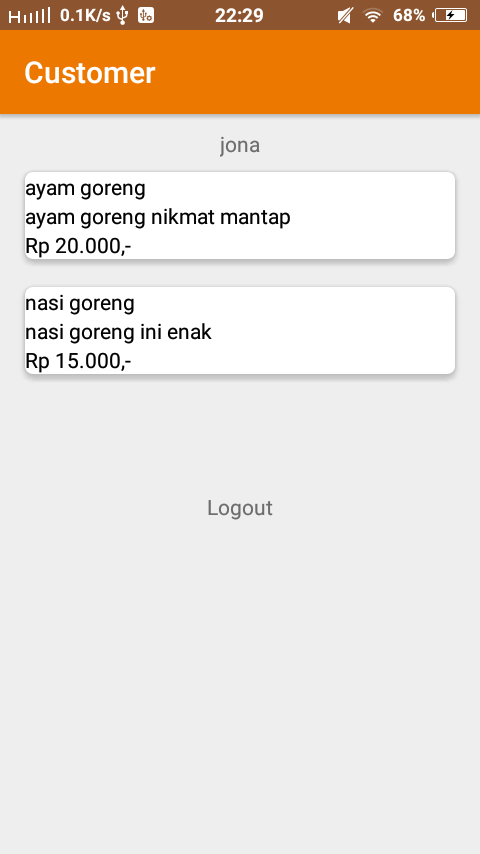 0.1K/s 22:29 68%
Customer
jona
ayam goreng
ayam goreng nikmat mantap
Rp 20.000,-
nasi goreng
nasi goreng ini enak
Rp 15.000,-
Logout